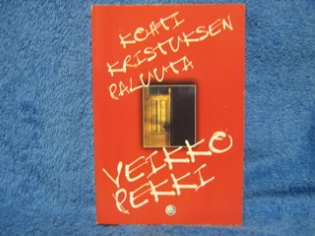 KOHTI
KRISTUKSEN
PALUUTA
VEIKKO
PEKKI